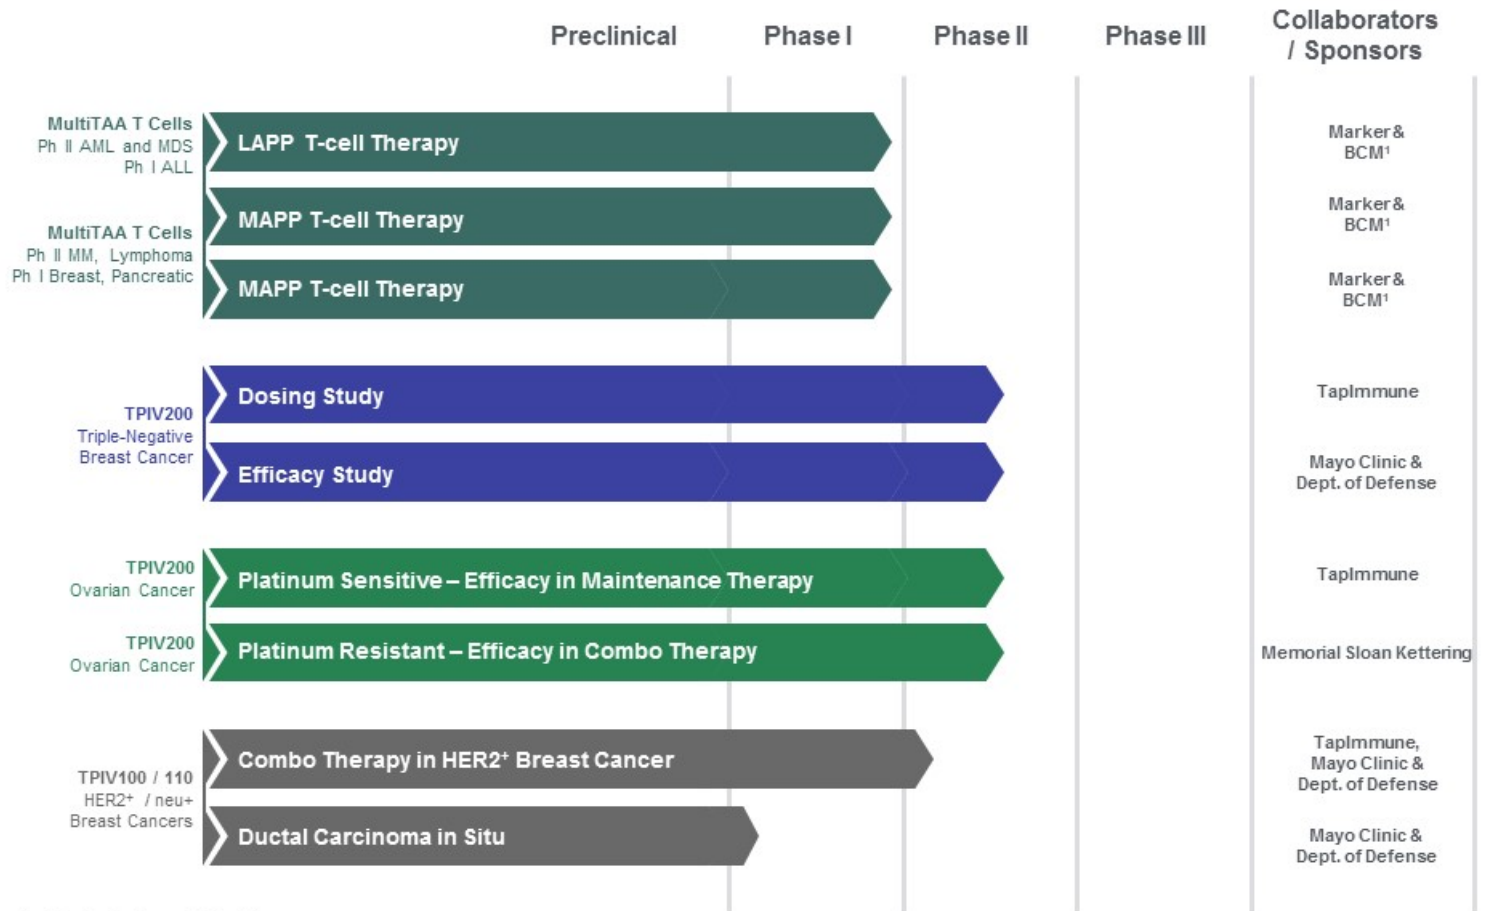 Preclinical
Phase I
Phase II
Phase III
Collaborators
/ Sponsors
MultiTAA T Cells
Ph II AML and MDS
Ph I ALL
LAPP T-cell Therapy
Marker &
BCM¹
MultiTAA T Cells
Ph II MM, Lymphoma
Ph I Breast, Pancreatic
MAPP T-cell Therapy
Marker &
BCM¹
MAPP T-cell Therapy
Marker &
BCM¹
TPIV200
Triple-Negative
Breast Cancer
Dosing Study
TapImmune
Efficacy Study
Mayo Clinic &
Dept. of Defense
TPIV200
Ovarian Cancer
Platinum Sensitive – Efficacy in Maintenance Therapy
TapImmune
TPIV200
Ovarian Cancer
Platinum Resistant – Efficacy in Combo Therapy
Memorial Sloan Kettering
TPIV100 / 110
HER2⁺ / neu+
Breast Cancers
Combo Therapy in HER2⁺ Breast Cancer
TapImmune,
Mayo Clinic &
Dept. of Defense
Ductal Carcinoma in Situ
Mayo Clinic &
Dept. of Defense